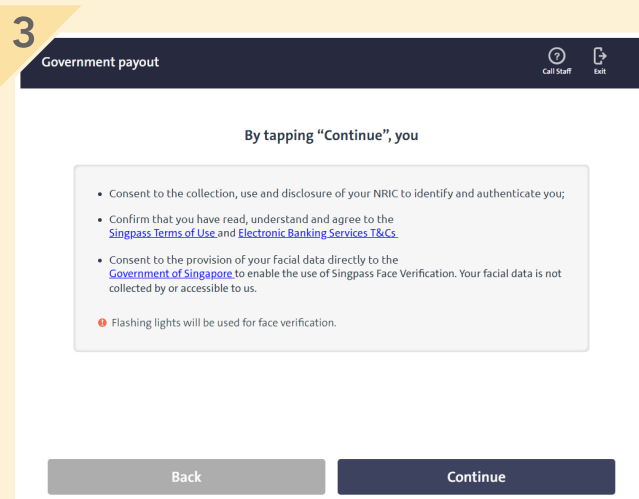 3
Government payout
Call Staff
Exit
By tapping “Continue”, you
• Consent to the collection, use and disclosure of your NRIC to identify and authenticate you;
• Confirm that you have read, understand and agree to the
Singpass Terms of Use and Electronic Banking Services T&Cs
• Consent to the provision of your facial data directly to the
Government of Singapore to enable the use of Singpass Face Verification. Your facial data is not
collected by or accessible to us.
Flashing lights will be used for face verification.
Back
Continue